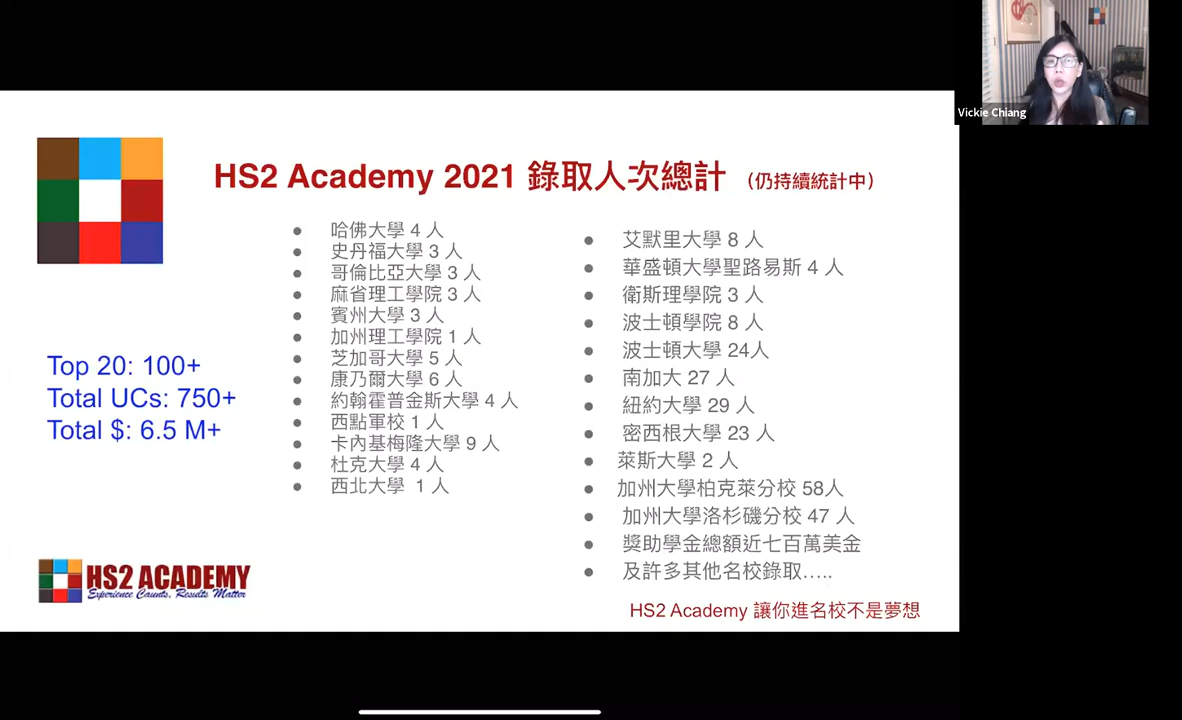 Vickie Chiang
HS2 Academy 2021 錄取人次總計 （仍持續統計中）
Top 20: 100+
Total UCs: 750+
Total $: 6.5 M+
哈佛大學 4 人
史丹福大學 3 人
哥倫比亞大學 3 人
麻省理工學院 3 人
賓州大學 3 人
加州理工學院 1 人
芝加哥大學 5 人
康乃爾大學 6 人
約翰霍普金斯大學 4 人
西點軍校 1 人
卡內基梅隆大學 9 人
杜克大學 4 人
西北大學 1 人
艾默里大學 8 人
華盛頓大學聖路易斯 4 人
衛斯理學院 3 人
波士頓學院 8 人
波士頓大學 24人
南加大 27 人
紐約大學 29 人
密西根大學 23 人
萊斯大學 2 人
加州大學柏克萊分校 58人
加州大學洛杉磯分校 47 人
獎助學金總額近七百萬美金
及許多其他名校錄取…..
HS2 ACADEMY
Experience Counts, Results Matter
HS2 Academy 讓你進名校不是夢想